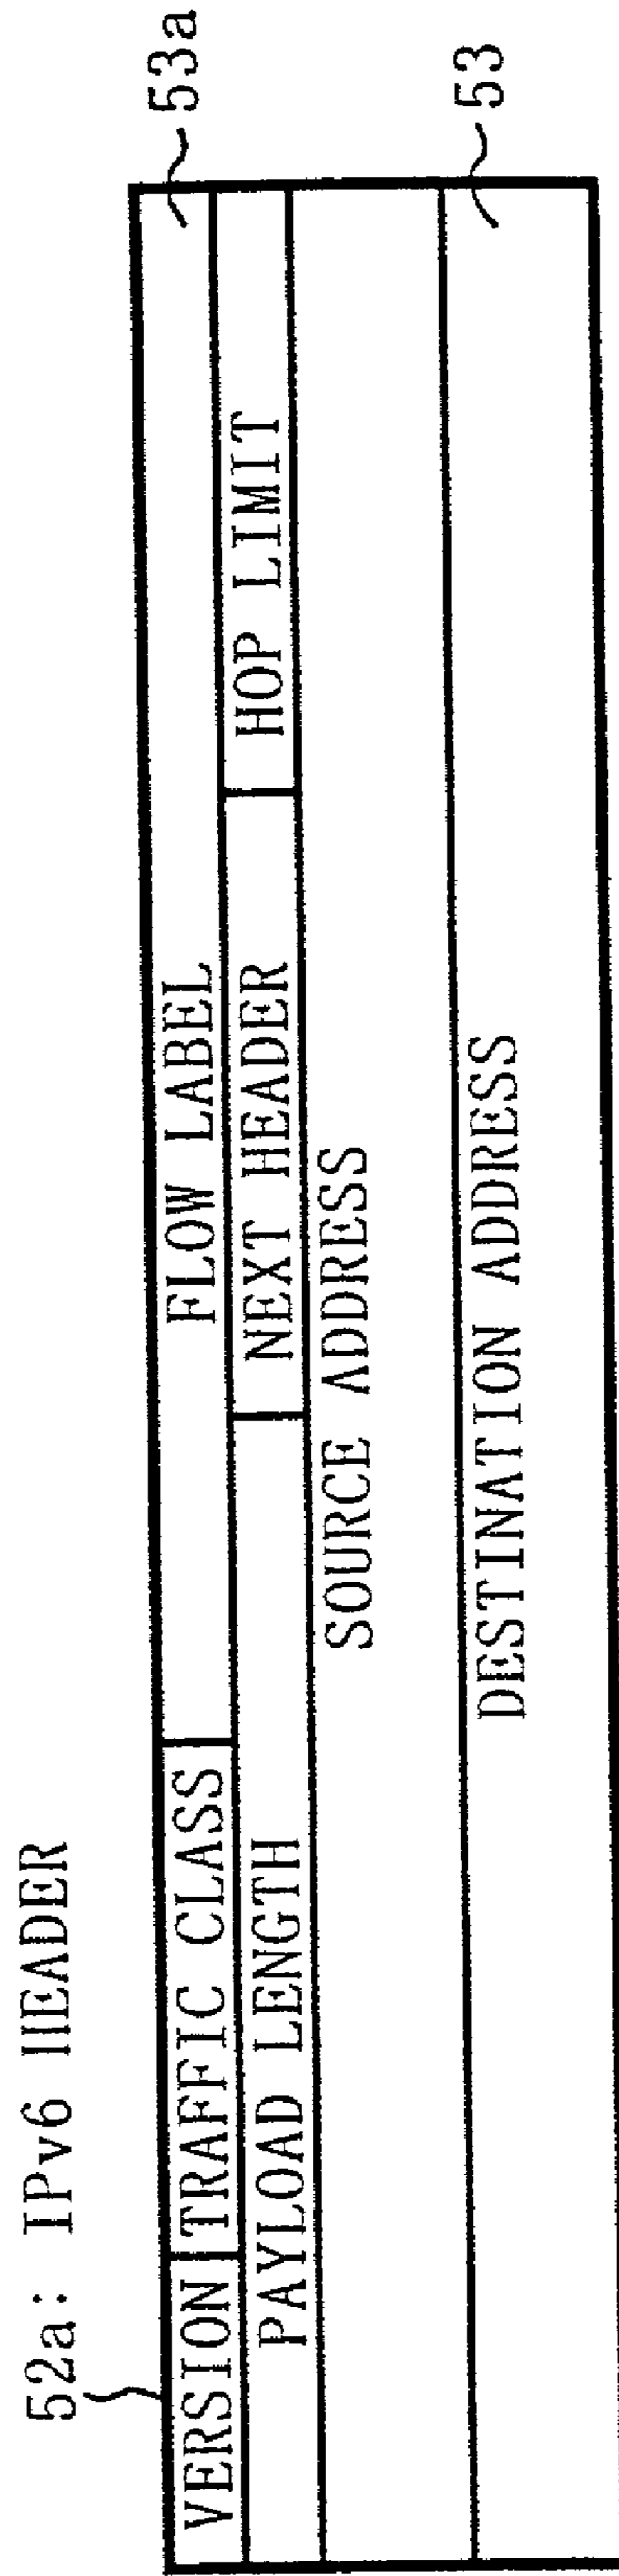 52a: IPv6 HEADER
VERSION TRAFFIC CLASS FLOW LABEL 53a
PAYLOAD LENGTH NEXT HEADER HOP LIMIT
SOURCE ADDRESS
DESTINATION ADDRESS 53